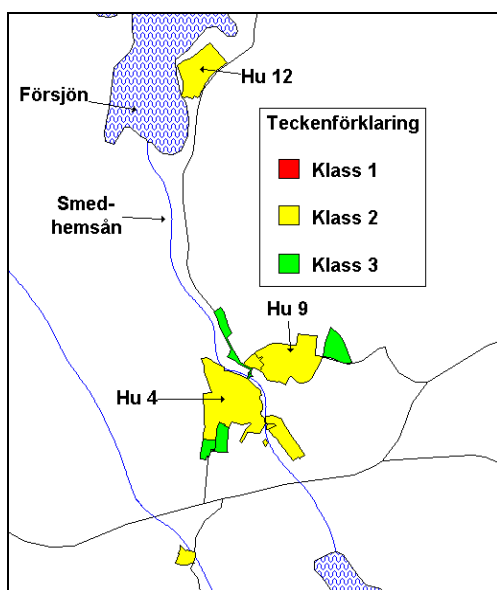 Hu 12
Försjön
Teckenförklaring
Klass 1
Klass 2
Klass 3
Smed-
hemsån
Hu 9
Hu 4